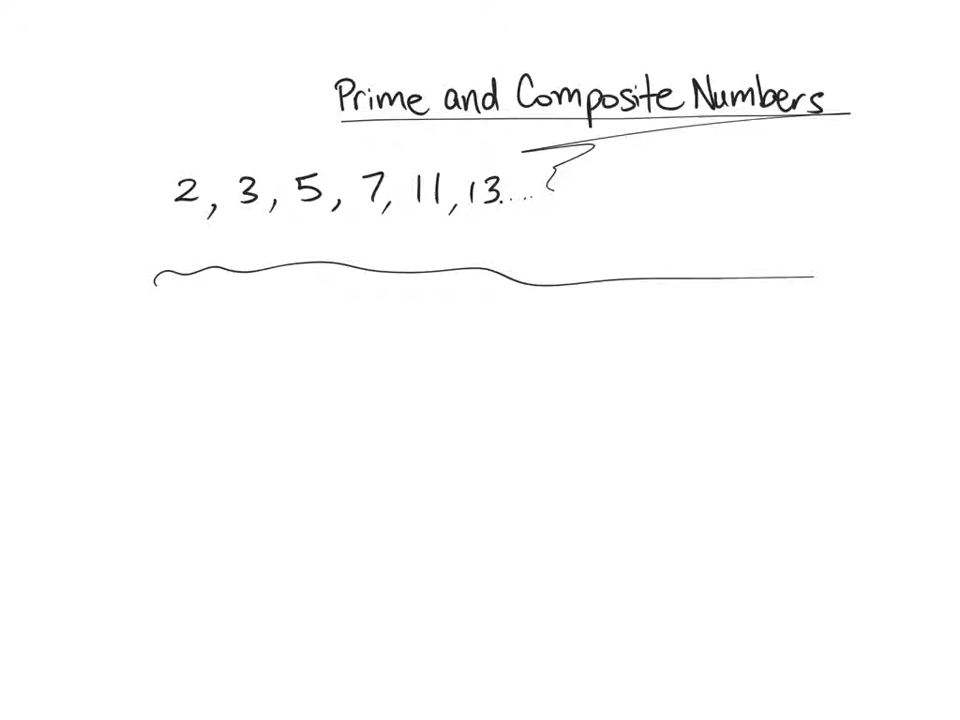 Prime and Composite Numbers
2, 3, 5, 7, 11, 13....